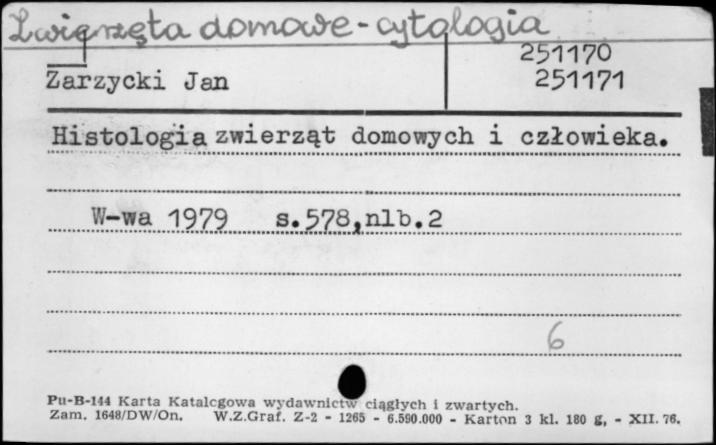 Zwierzęta domowe - cytologia
251170
Zarzycki Jan
251171
Histologia zwierząt domowych i człowieka.
W-wa 1979 s.578,nlb.2
6
Pu-B-144 Karta Katalcgowa wydawnictw ciągłych i zwartych.
Zam. 1648/DW/On. W.Z.Graf. Z-2 - 1265 - 6.590.000 - Karton 3 kl. 180 g, - XII. 76.